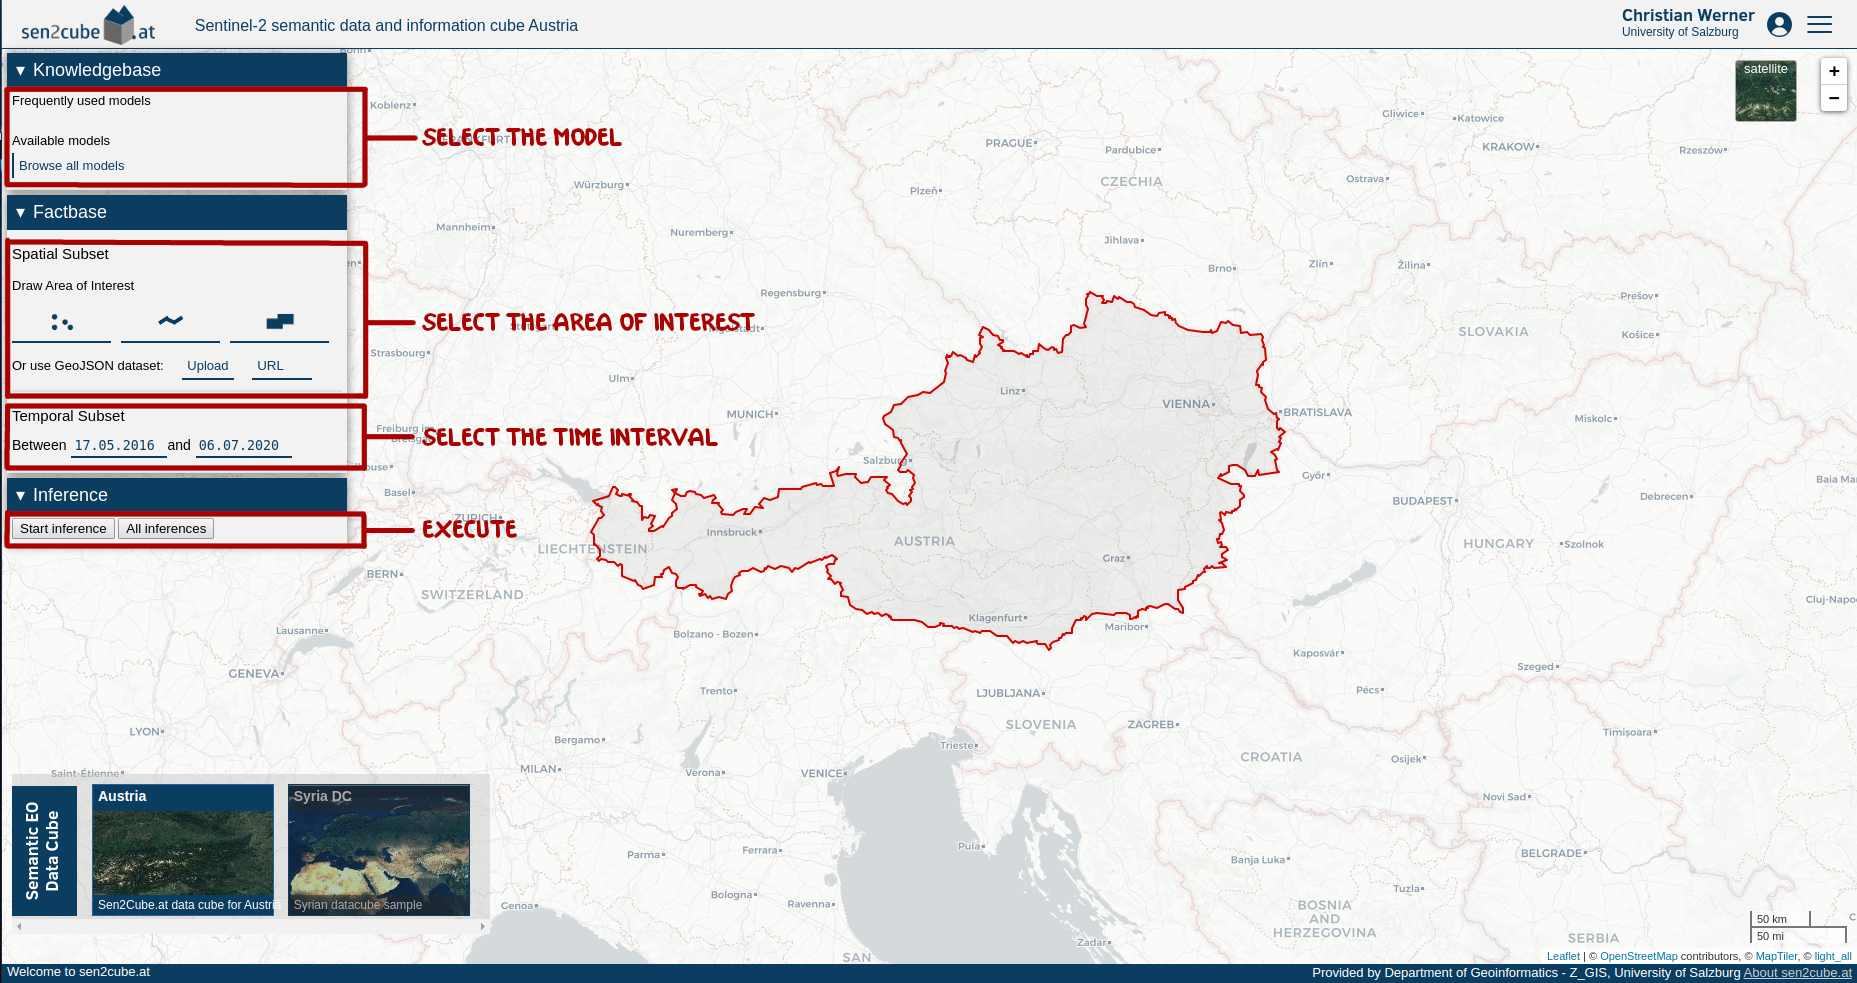 sen2cube.at
Sentinel-2 semantic data and information cube Austria
Christian Werner
University of Salzburg
▾ Knowledgebase
Frequently used models
Available models
Browse all models
SELECT THE MODEL
▾ Factbase
Spatial Subset
Draw Area of Interest
Or use GeoJSON dataset: Upload URL
SELECT THE AREA OF INTEREST
Temporal Subset
Between 17.05.2016 and 06.07.2020
SELECT THE TIME INTERVAL
▾ Inference
Start inference All inferences
EXECUTE
satellite
+
−
Koblenz
Gliwice
Katowice
PRAGUE
Pardubice
KRAKOW
Rzeszów
Würzburg
Plzeň
CZECHIA
Ostrava
Mannheim
Nuremberg
Jihlava
Brno
Zlín
Žilina
Regensburg
Prešov
SLOVAKIA
Košice
Strasbourg
Ulm
Linz
VIENNA
BRATISLAVA
MUNICH
Miskolc
Freiburg im
Breisgau
Salzburg
Győr
Baia Mare
Basel
BUDAPEST
Debrecen
ZURICH
Innsbruck
AUSTRIA
LIECHTENSTEIN
HUNGARY
Szolnok
Graz
BERN
SWITZERLAND
Cluj-Napoc
Lausanne
Bolzano - Bozen
Klagenfurt
Maribor
Kaposvár
GENEVA
Szeged
Trento
LJUBLJANA
Pécs
SLOVENIA
ZAGREB
LYON
Bergamo
Trieste
CROATIA
Osijek
Timișoara
Saint-Étienne
MILAN
Verona
VENICE
Novi Sad
Parma
Ferrara
Pula
Banja Luka
BELGRADE
Bologna
Ravenna
Tuzla
Genoa
BOSNIA
AND
HERZEGOVINA
Zadar
SERBIA
SAN
Semantic EO
Data Cube
Austria
Sen2Cube.at data cube for Austria
Syria DC
Syrian datacube sample
50 km
50 mi
Leaflet | © OpenStreetMap contributors, © MapTiler, © light_all
Welcome to sen2cube.at
Provided by Department of Geoinformatics - Z_GIS, University of Salzburg About sen2cube.at